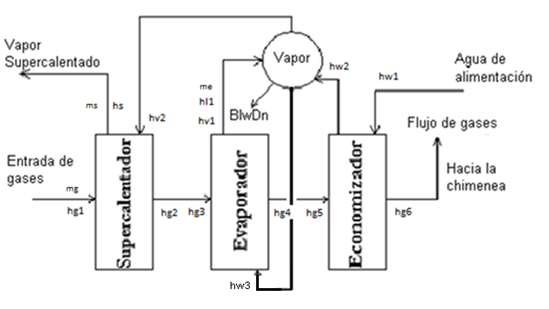 Vapor
Supercalentado
ms
hs
hv2
me
hl1
hv1
Vapor
BlwDn
hw2
hw1
Agua de
alimentación
Flujo de gases
Hacia la
chimenea
Entrada de
gases
mg
hg1
Supercalentador
hg2
hg3
Evaporador
hg4
hg5
Economizador
hg6
hw3